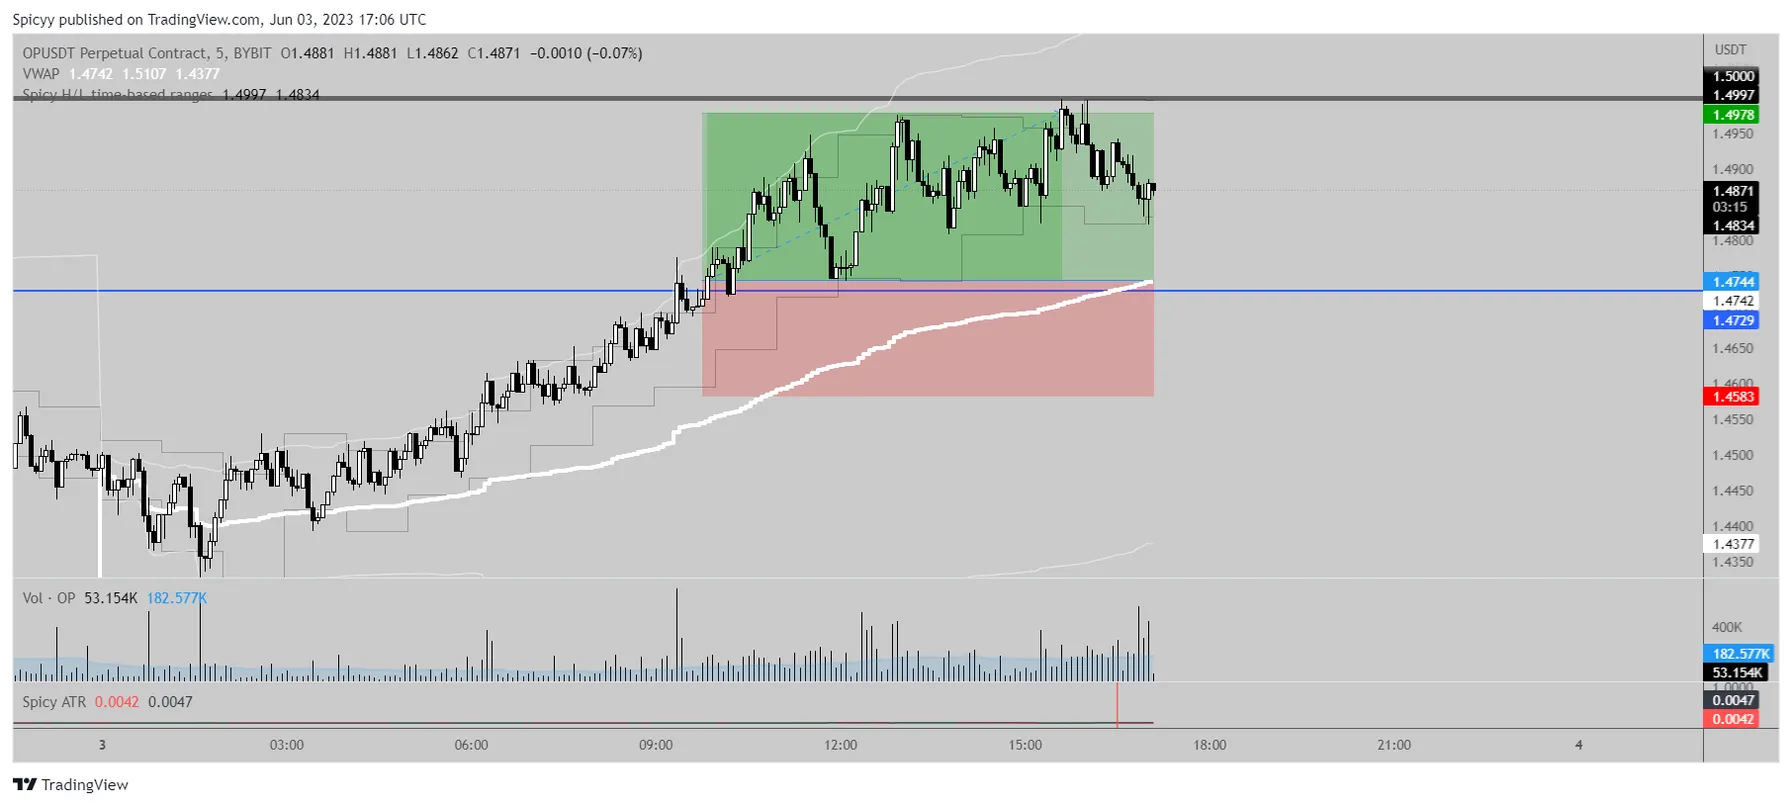 Spicyy published on TradingView.com, Jun 03, 2023 17:06 UTC
OPUSDT Perpetual Contract, 5, BYBIT O1.4881 H1.4881 L1.4862 C1.4871 −0.0010 (−0.07%)
VWAP 1.4742 1.5107 1.4377
Spicy H/L time-based ranges 1.4997 1.4834
USDT
1.5000
1.4997
1.4978
1.4950
1.4900
1.4871
03:15
1.4834
1.4800
1.4744
1.4742
1.4729
1.4650
1.4600
1.4583
1.4550
1.4500
1.4450
1.4400
1.4377
1.4350
Vol · OP 53.154K 182.577K
400K
182.577K
53.154K
Spicy ATR 0.0042 0.0047
1.0000
0.0047
0.0042
3 03:00 06:00 09:00 12:00 15:00 18:00 21:00 4
TradingView